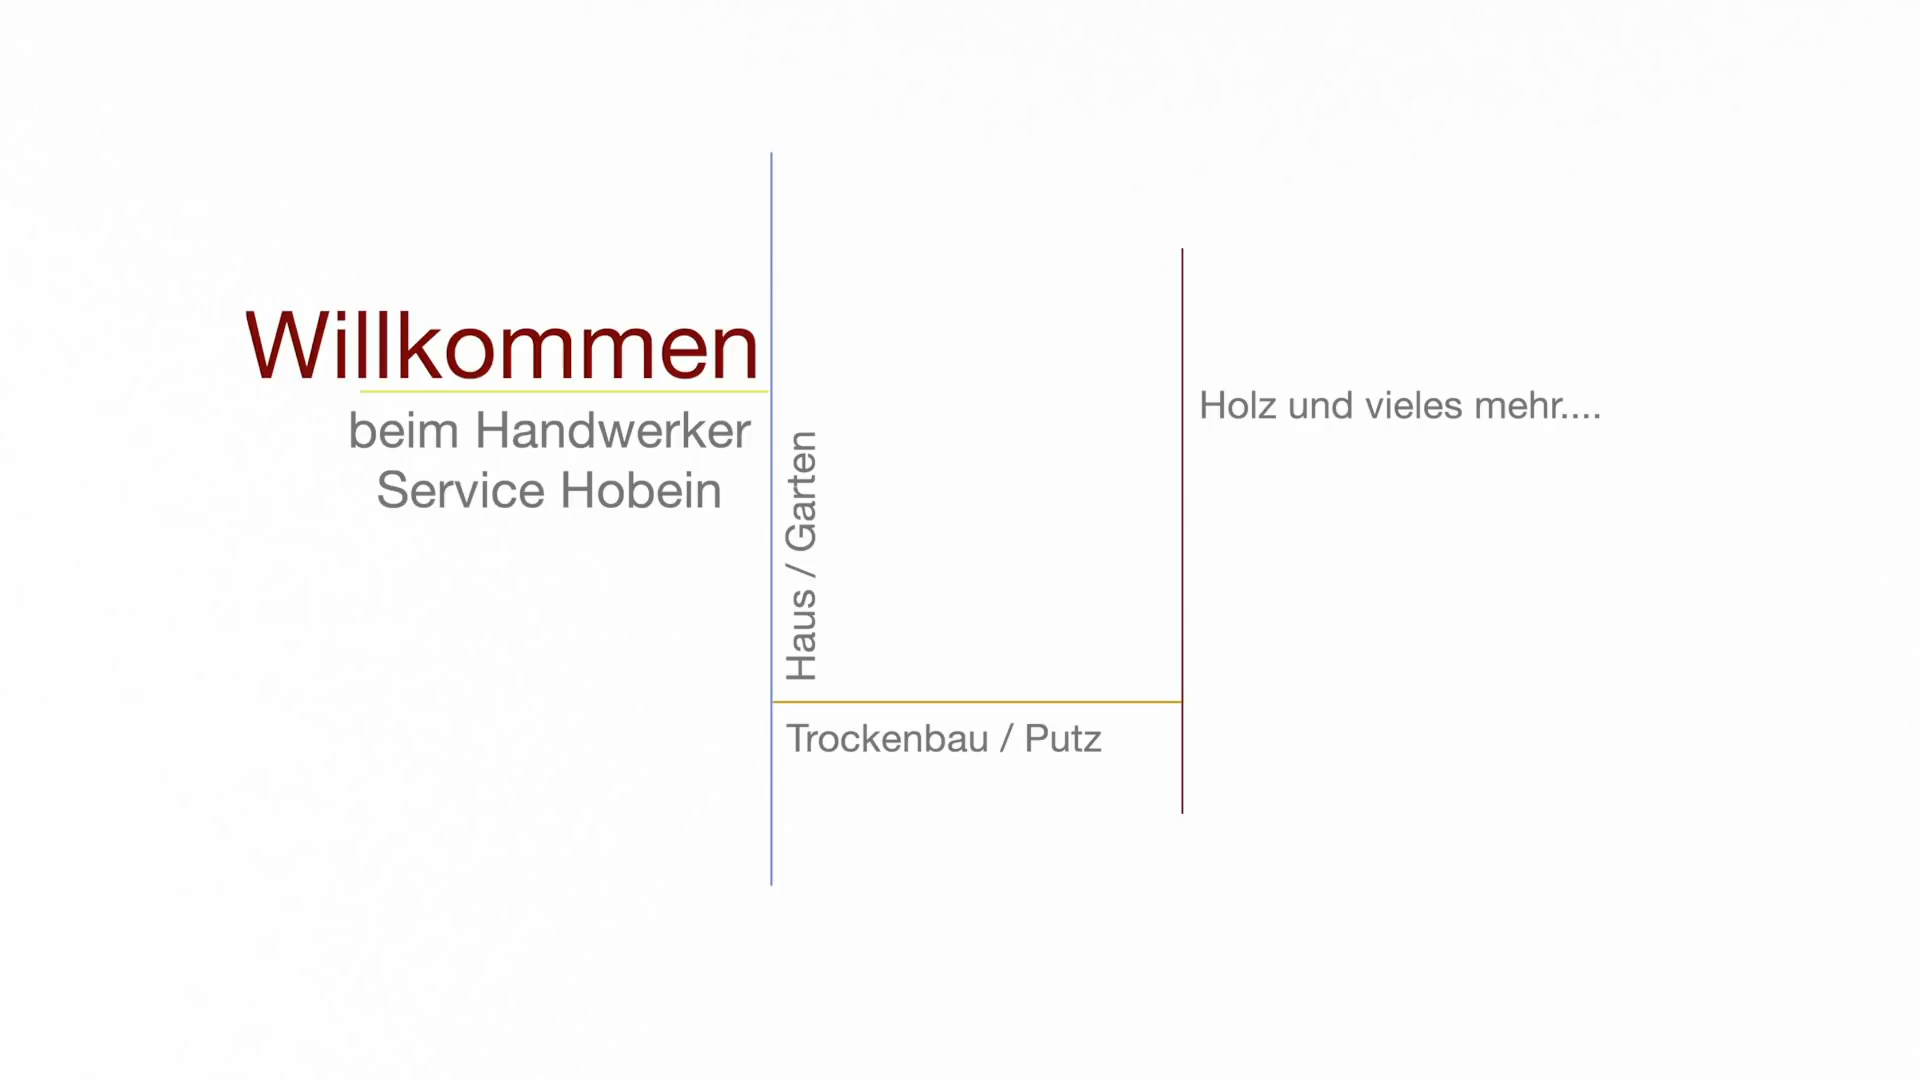 Willkommen
beim Handwerker
Service Hobein
Haus / Garten
Trockenbau / Putz
Holz und vieles mehr....